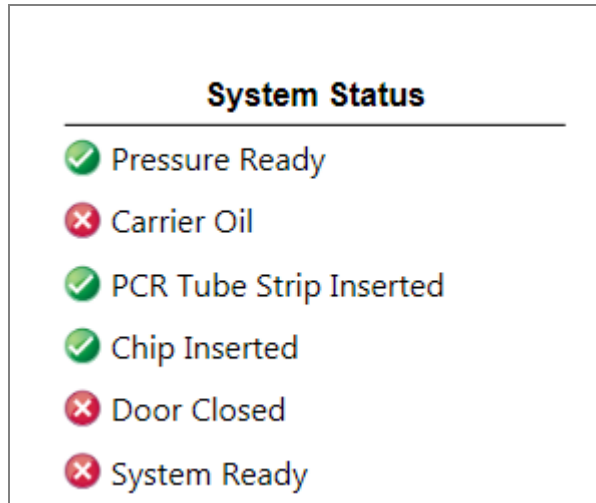 System Status
Pressure Ready
Carrier Oil
PCR Tube Strip Inserted
Chip Inserted
Door Closed
System Ready